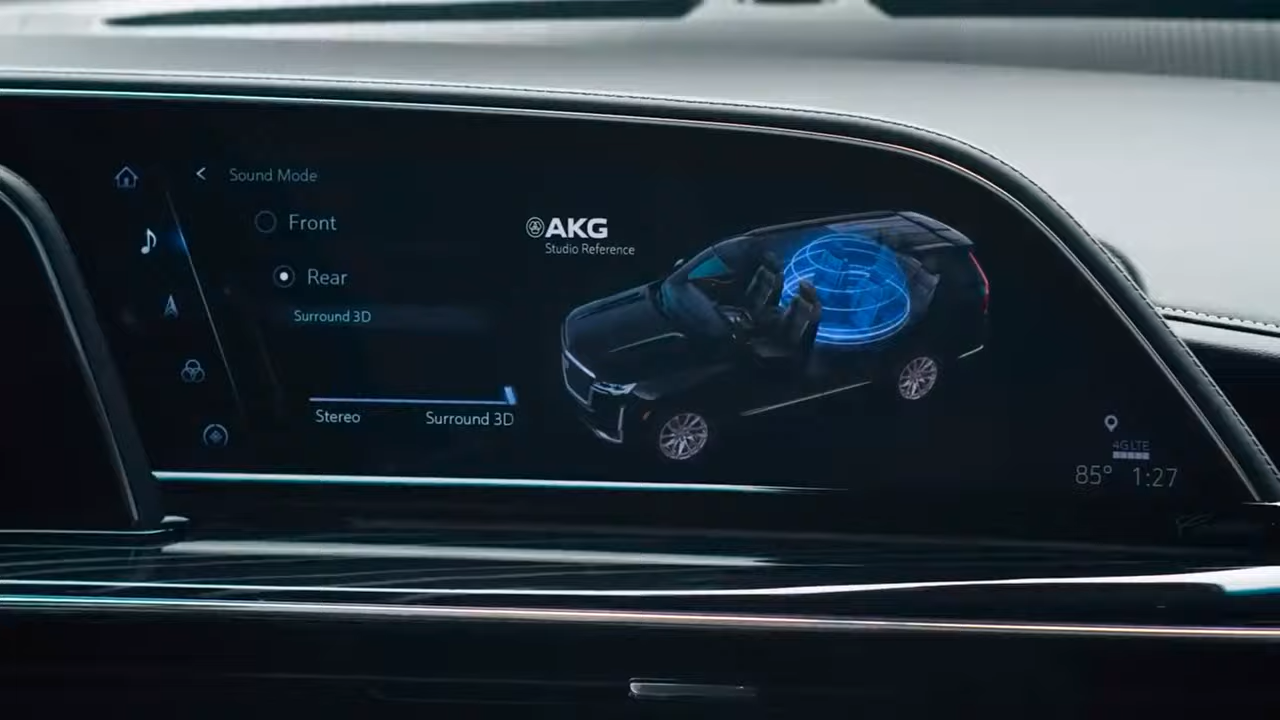 Sound Mode
Front
Rear
Surround 3D
Stereo
Surround 3D
AKG
Studio Reference
4G LTE
85° 1:27